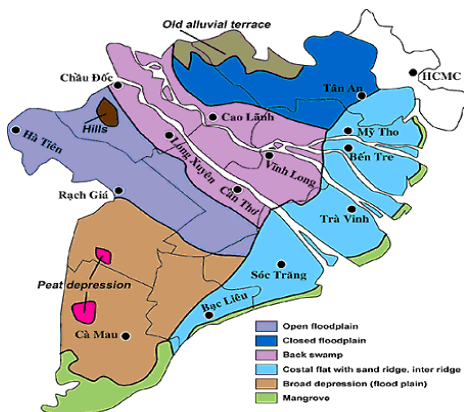 Old alluvial terrace
HCMC
Châu Đốc
Tân An
Cao Lãnh
Hills
Mỹ Tho
Hà Tiên
Long Xuyên
Bến Tre
Vĩnh Long
Rạch Giá
Cần Thơ
Trà Vinh
Sóc Trăng
Peat depression
Bạc Liêu
Cà Mau
Open floodplain
Closed floodplain
Back swamp
Costal flat with sand ridge, inter ridge
Broad depression (flood plain)
Mangrove